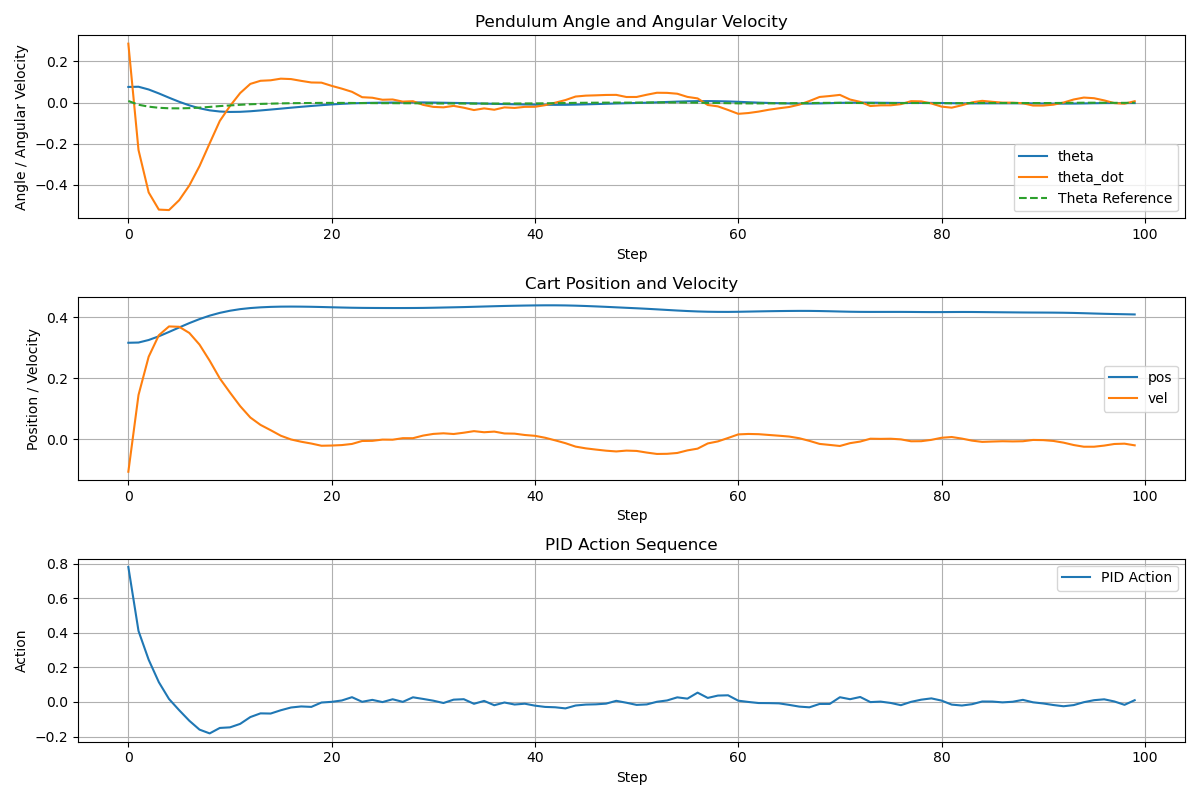 Pendulum Angle and Angular Velocity
Angle / Angular Velocity
0.2
0.0
−0.2
−0.4
theta
theta_dot
Theta Reference
0 20 40 60 80 100
Step
Cart Position and Velocity
Position / Velocity
0.4
0.2
0.0
pos
vel
0 20 40 60 80 100
Step
PID Action Sequence
Action
0.8
0.6
0.4
0.2
0.0
−0.2
PID Action
0 20 40 60 80 100
Step